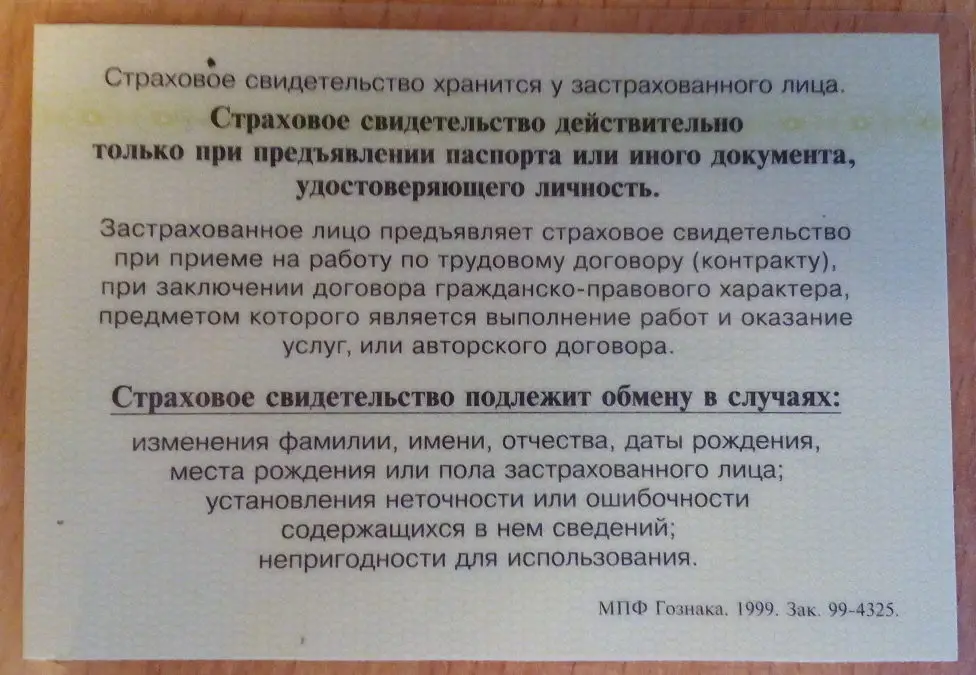 Страховое свидетельство хранится у застрахованного лица.
Страховое свидетельство действительно
только при предъявлении паспорта или иного документа,
удостоверяющего личность.
Застрахованное лицо предъявляет страховое свидетельство
при приеме на работу по трудовому договору (контракту),
при заключении договора гражданско-правового характера,
предметом которого является выполнение работ и оказание
услуг, или авторского договора.
Страховое свидетельство подлежит обмену в случаях:
изменения фамилии, имени, отчества, даты рождения,
места рождения или пола застрахованного лица;
установления неточности или ошибочности
содержащихся в нем сведений;
непригодности для использования.
МПФ Гознака. 1999. Зак. 99-4325.